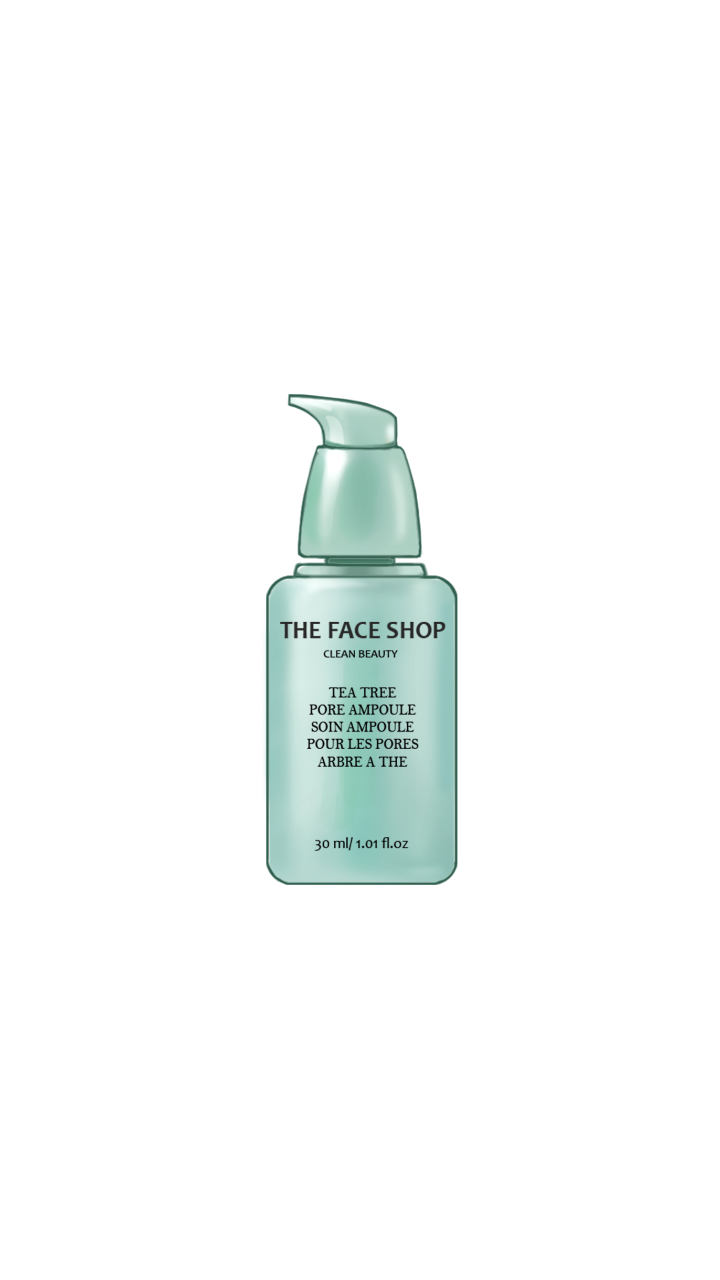 THE FACE SHOP
CLEAN BEAUTY
TEA TREE
PORE AMPOULE
SOIN AMPOULE
POUR LES PORES
ARBRE A THE
30 ml/ 1.01 fl.oz